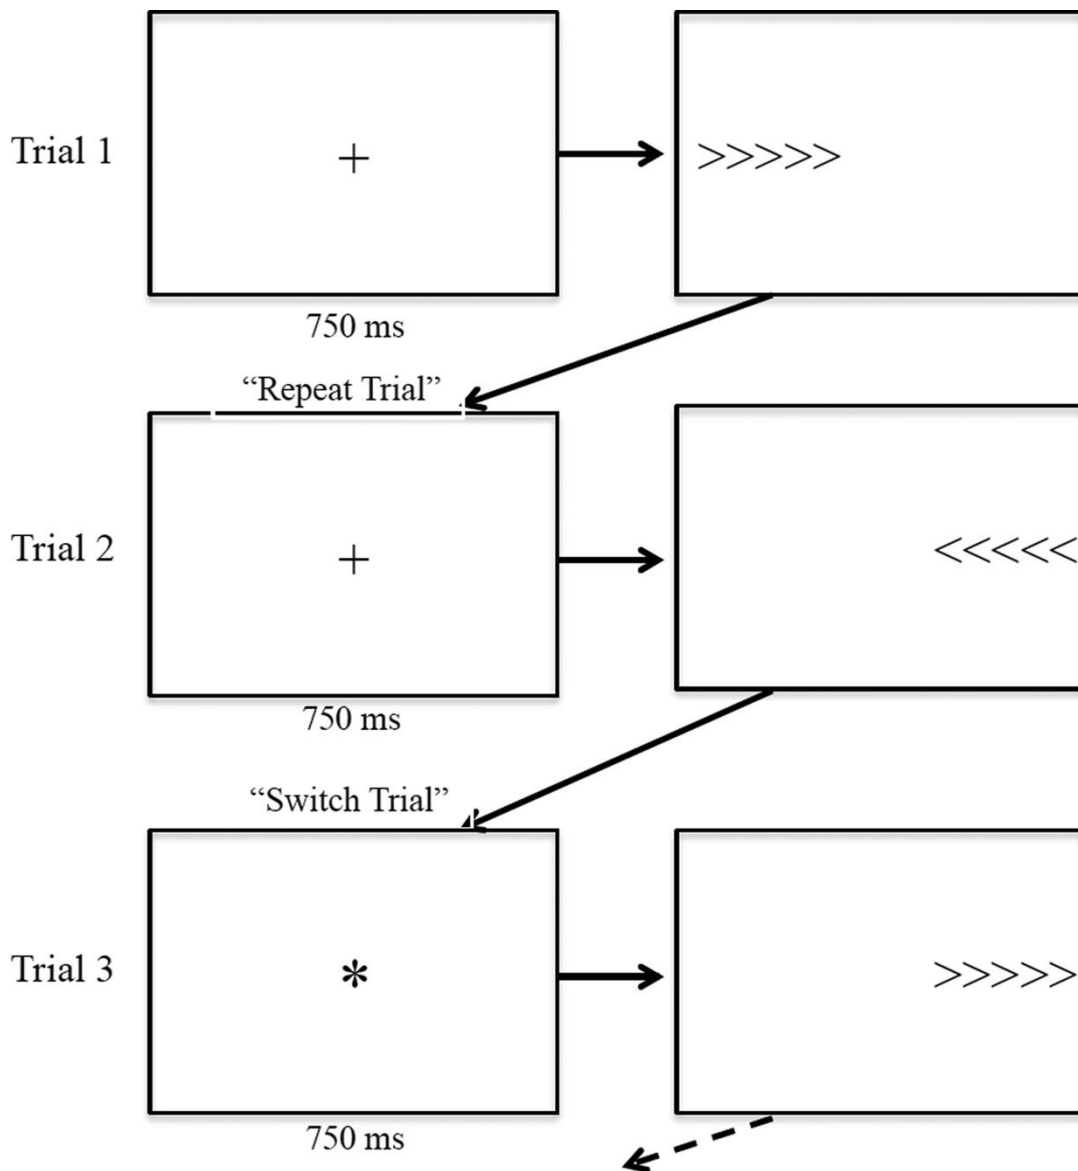 Trial 1
+
>>>>>
750 ms
“Repeat Trial”
Trial 2
+
<<<<<
750 ms
“Switch Trial”
Trial 3
*
>>>>>
750 ms